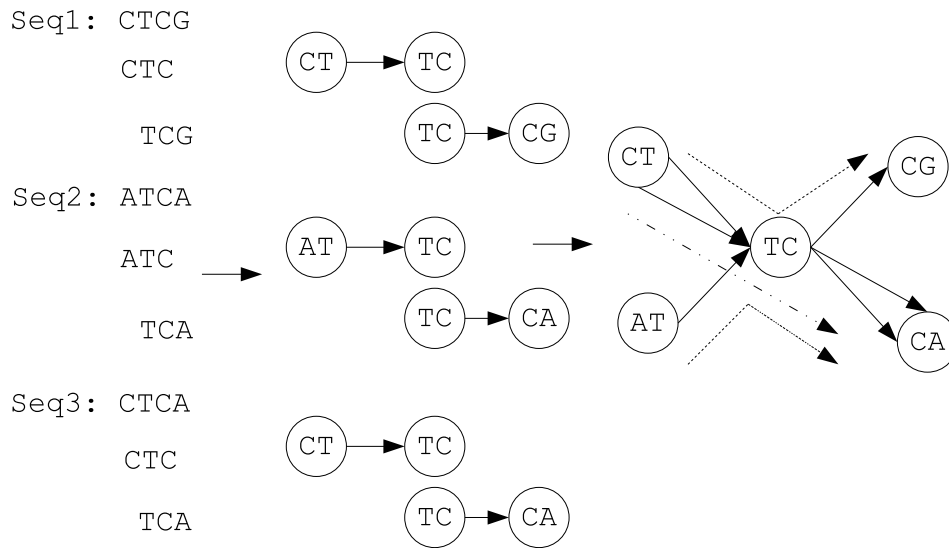 Seq1: CTCG
CTC CT TC
TCG TC CG
CT CG
Seq2: ATCA
ATC AT TC TC
TCA TC CA AT CA
Seq3: CTCA
CTC CT TC
TCA TC CA